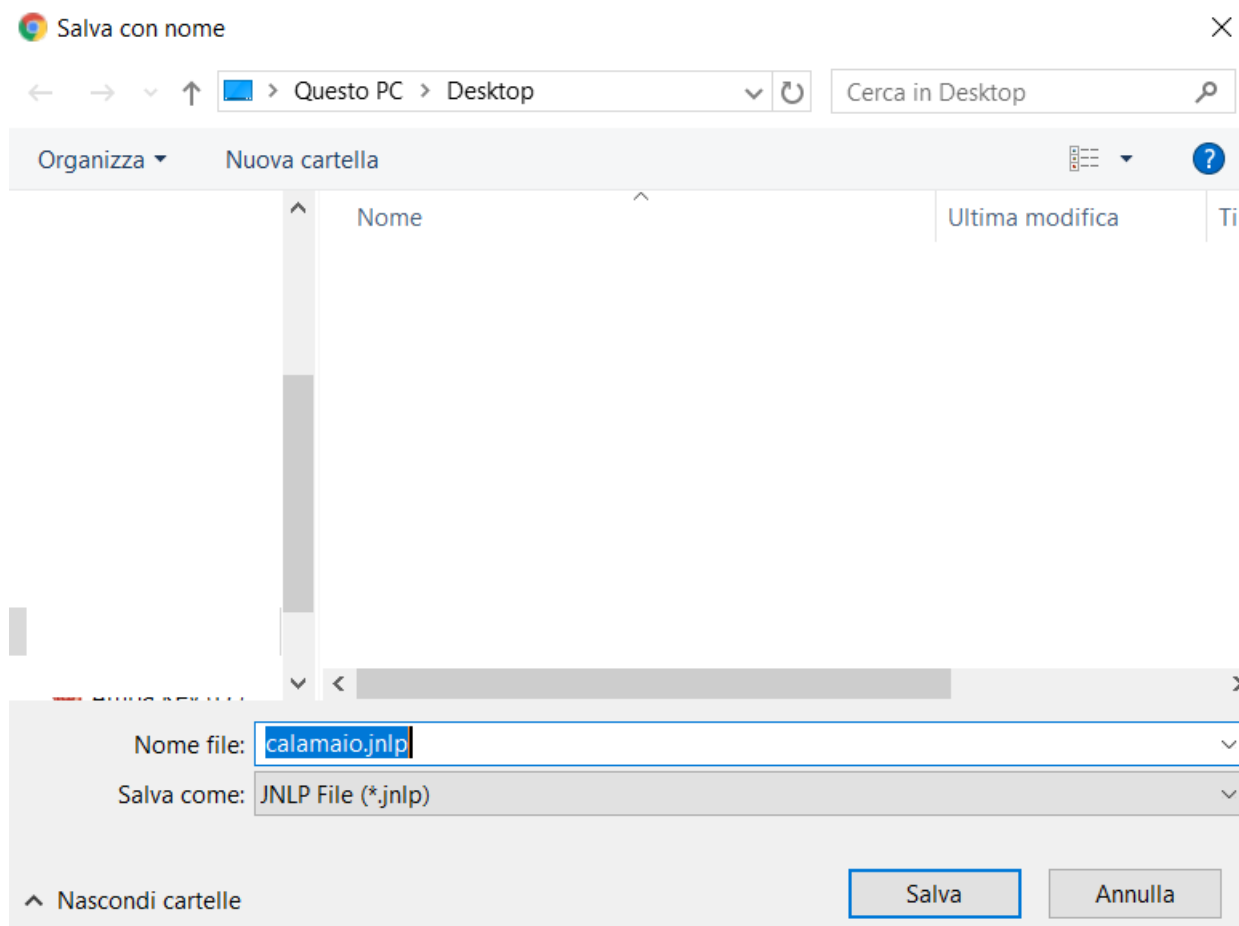 Salva con nome
Questo PC > Desktop
Cerca in Desktop
Organizza
Nuova cartella
?
Nome
Ultima modifica
Ti
Nome file: calamaio.jnlp
Salva come: JNLP File (*.jnlp)
Nascondi cartelle
Salva
Annulla